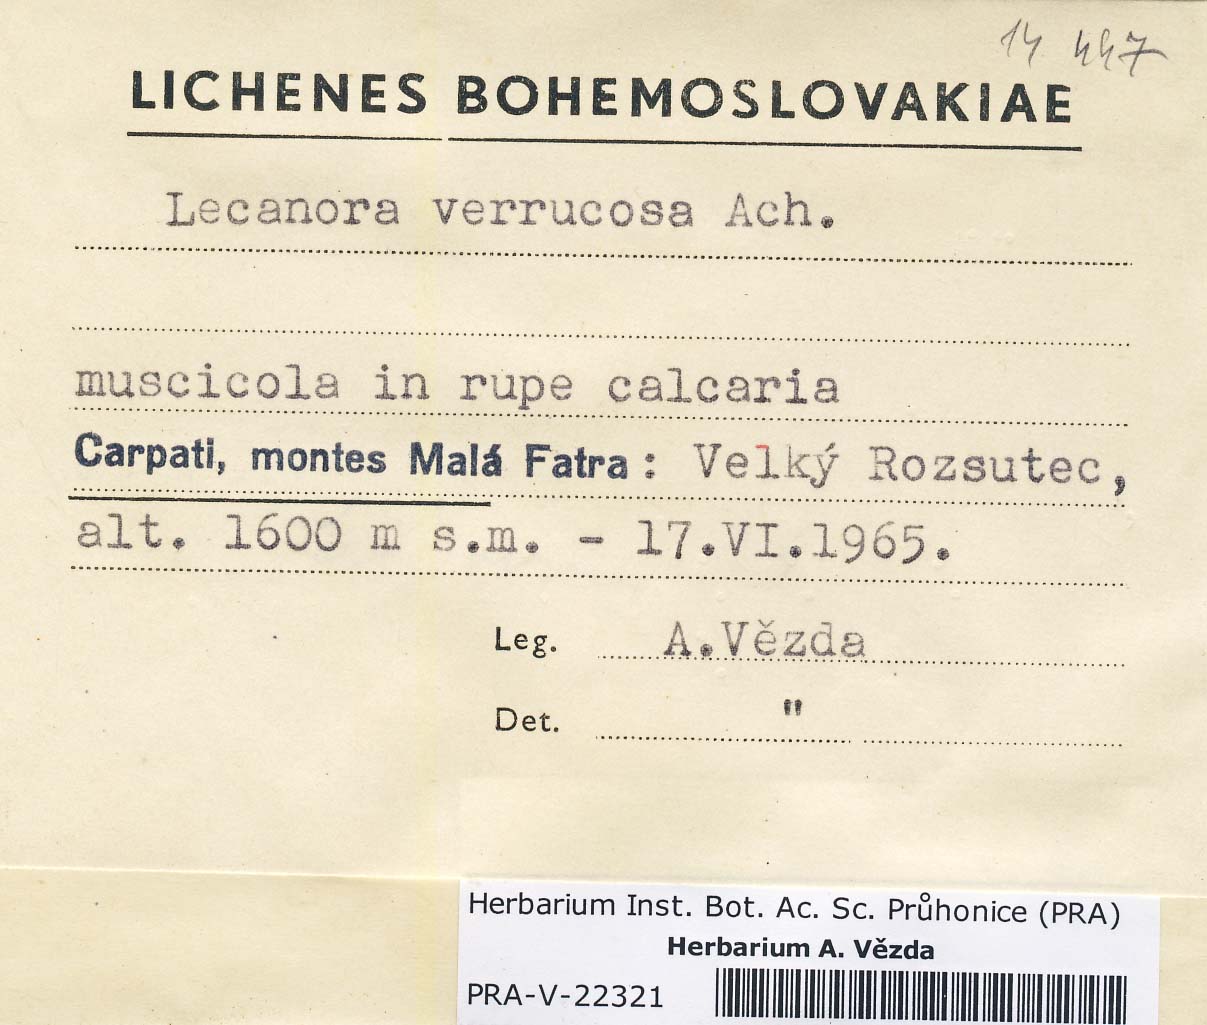 14 447
LICHENES BOHEMOSLOVAKIAE
Lecanora verrucosa Ach.
muscicola in rupe calcaria
Carpati, montes Malá Fatra: Velký Rozsutec,
alt. 1600 m s.m. - 17.VI.1965.
Leg. A.Vězda
Det. "
Herbarium Inst. Bot. Ac. Sc. Průhonice (PRA)
Herbarium A. Vězda
PRA-V-22321